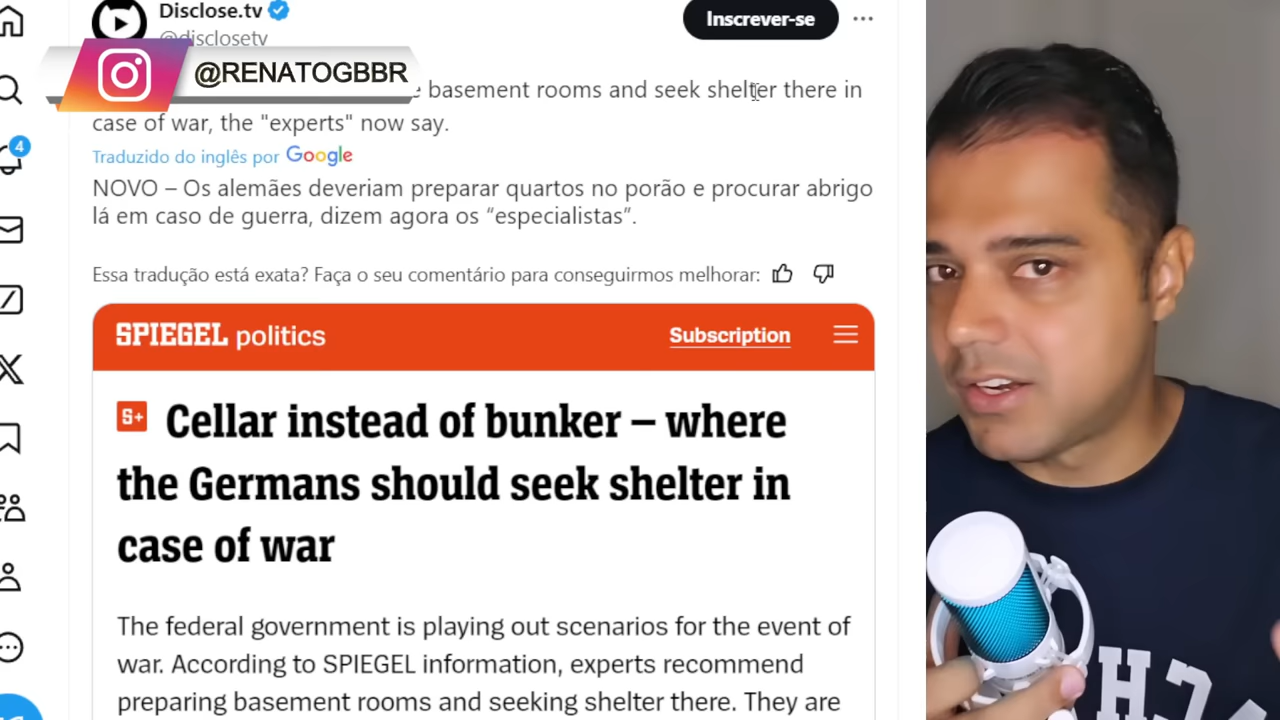 Disclose.tv
@disclosetv
Inscrever-se
@RENATOGBBR
basement rooms and seek shelter there in
case of war, the "experts" now say.
Traduzido do inglês por Google
NOVO – Os alemães deveriam preparar quartos no porão e procurar abrigo
lá em caso de guerra, dizem agora os “especialistas”.
Essa tradução está exata? Faça o seu comentário para conseguirmos melhorar:
4
SPIEGEL politics
Subscription
S+ Cellar instead of bunker – where
the Germans should seek shelter in
case of war
The federal government is playing out scenarios for the event of
war. According to SPIEGEL information, experts recommend
preparing basement rooms and seeking shelter there. They are